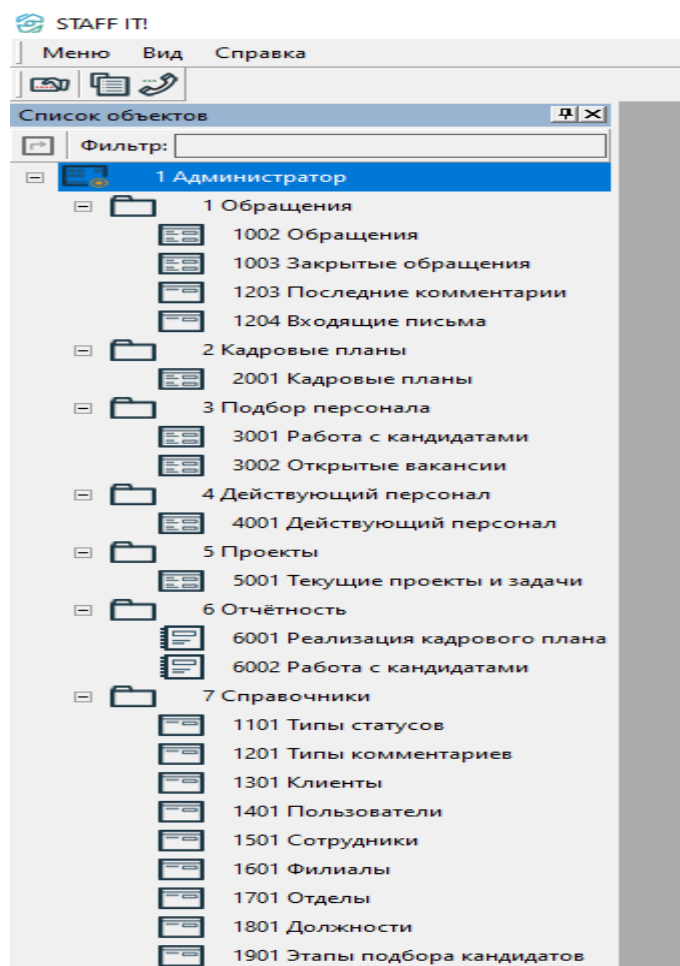 STAFF IT!
Меню Вид Справка
Список объектов
Фильтр:
1 Администратор
1 Обращения
1002 Обращения
1003 Закрытые обращения
1203 Последние комментарии
1204 Входящие письма
2 Кадровые планы
2001 Кадровые планы
3 Подбор персонала
3001 Работа с кандидатами
3002 Открытые вакансии
4 Действующий персонал
4001 Действующий персонал
5 Проекты
5001 Текущие проекты и задачи
6 Отчётность
6001 Реализация кадрового плана
6002 Работа с кандидатами
7 Справочники
1101 Типы статусов
1201 Типы комментариев
1301 Клиенты
1401 Пользователи
1501 Сотрудники
1601 Филиалы
1701 Отделы
1801 Должности
1901 Этапы подбора кандидатов